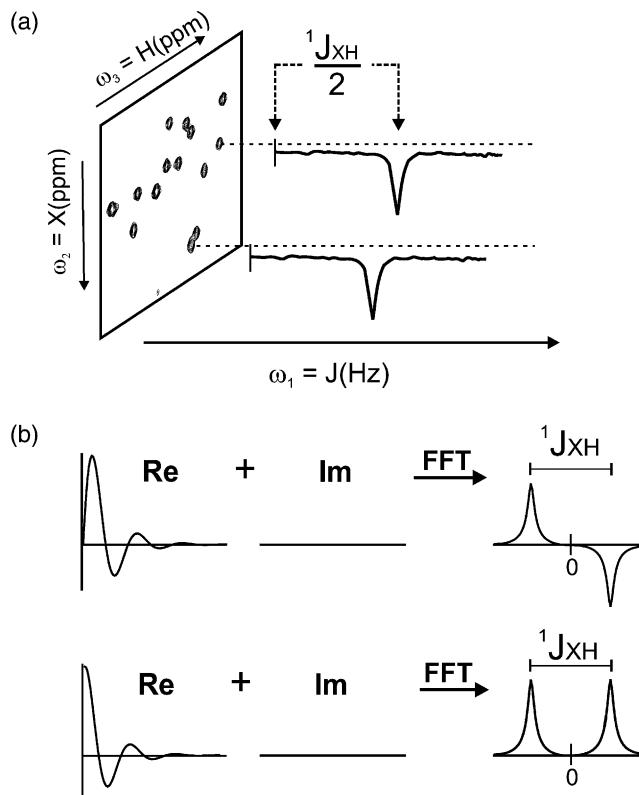 (a)
ω₃ = H(ppm)
¹JXH
2
ω₂ = X(ppm)
ω₁ = J(Hz)
(b)
Re + Im FFT ¹JXH
0
Re + Im FFT ¹JXH
0